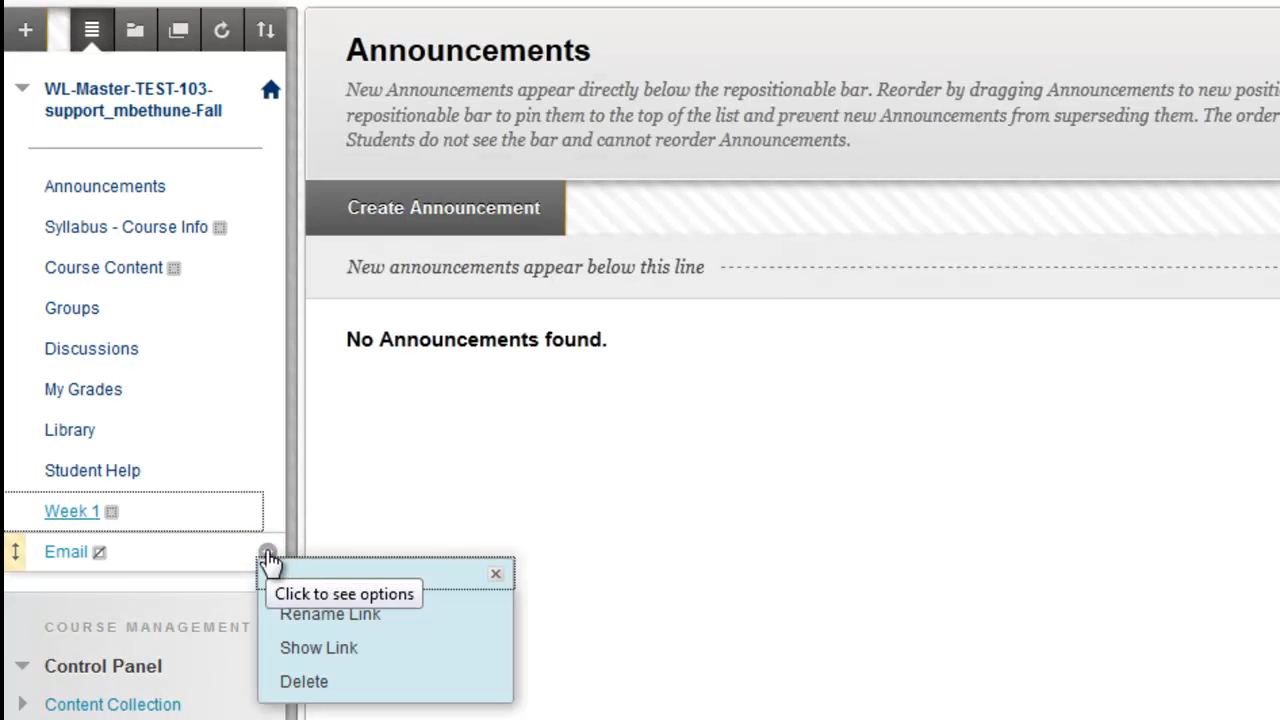 WL-Master-TEST-103-
support_mbethune-Fall
Announcements
Syllabus - Course Info
Course Content
Groups
Discussions
My Grades
Library
Student Help
Week 1
Email
COURSE MANAGEMENT
Control Panel
Content Collection
Announcements
New Announcements appear directly below the repositionable bar. Reorder by dragging Announcements to new positi
repositionable bar to pin them to the top of the list and prevent new Announcements from superseding them. The order
Students do not see the bar and cannot reorder Announcements.
Create Announcement
New announcements appear below this line
No Announcements found.
Click to see options
Rename Link
Show Link
Delete